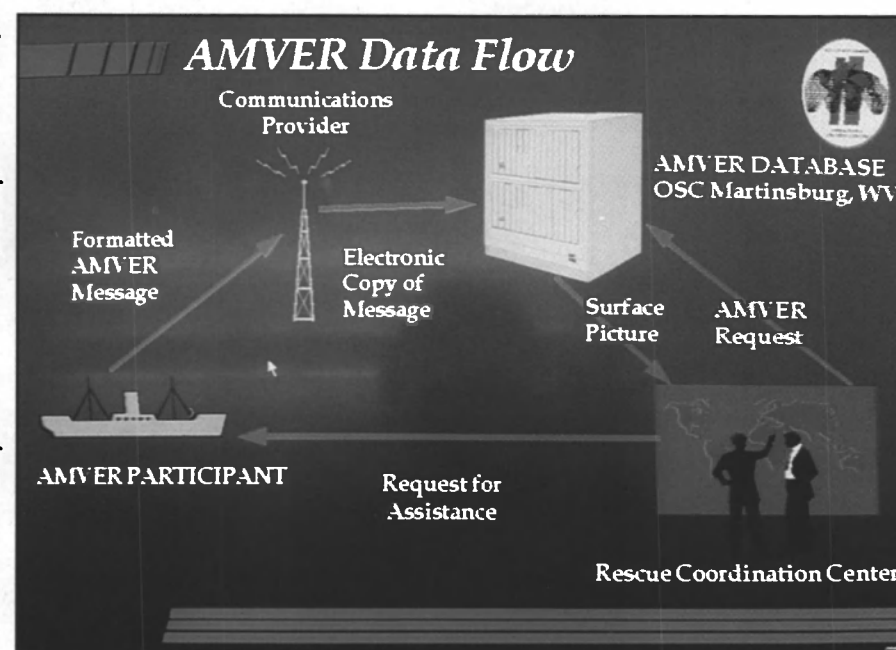 AMVER Data Flow
Communications
Provider
AMVER DATABASE
OSC Martinsburg, WV
Formatted
AMVER
Message
Electronic
Copy of
Message
Surface
Picture
AMVER
Request
AMVER PARTICIPANT
Request for
Assistance
Rescue Coordination Center